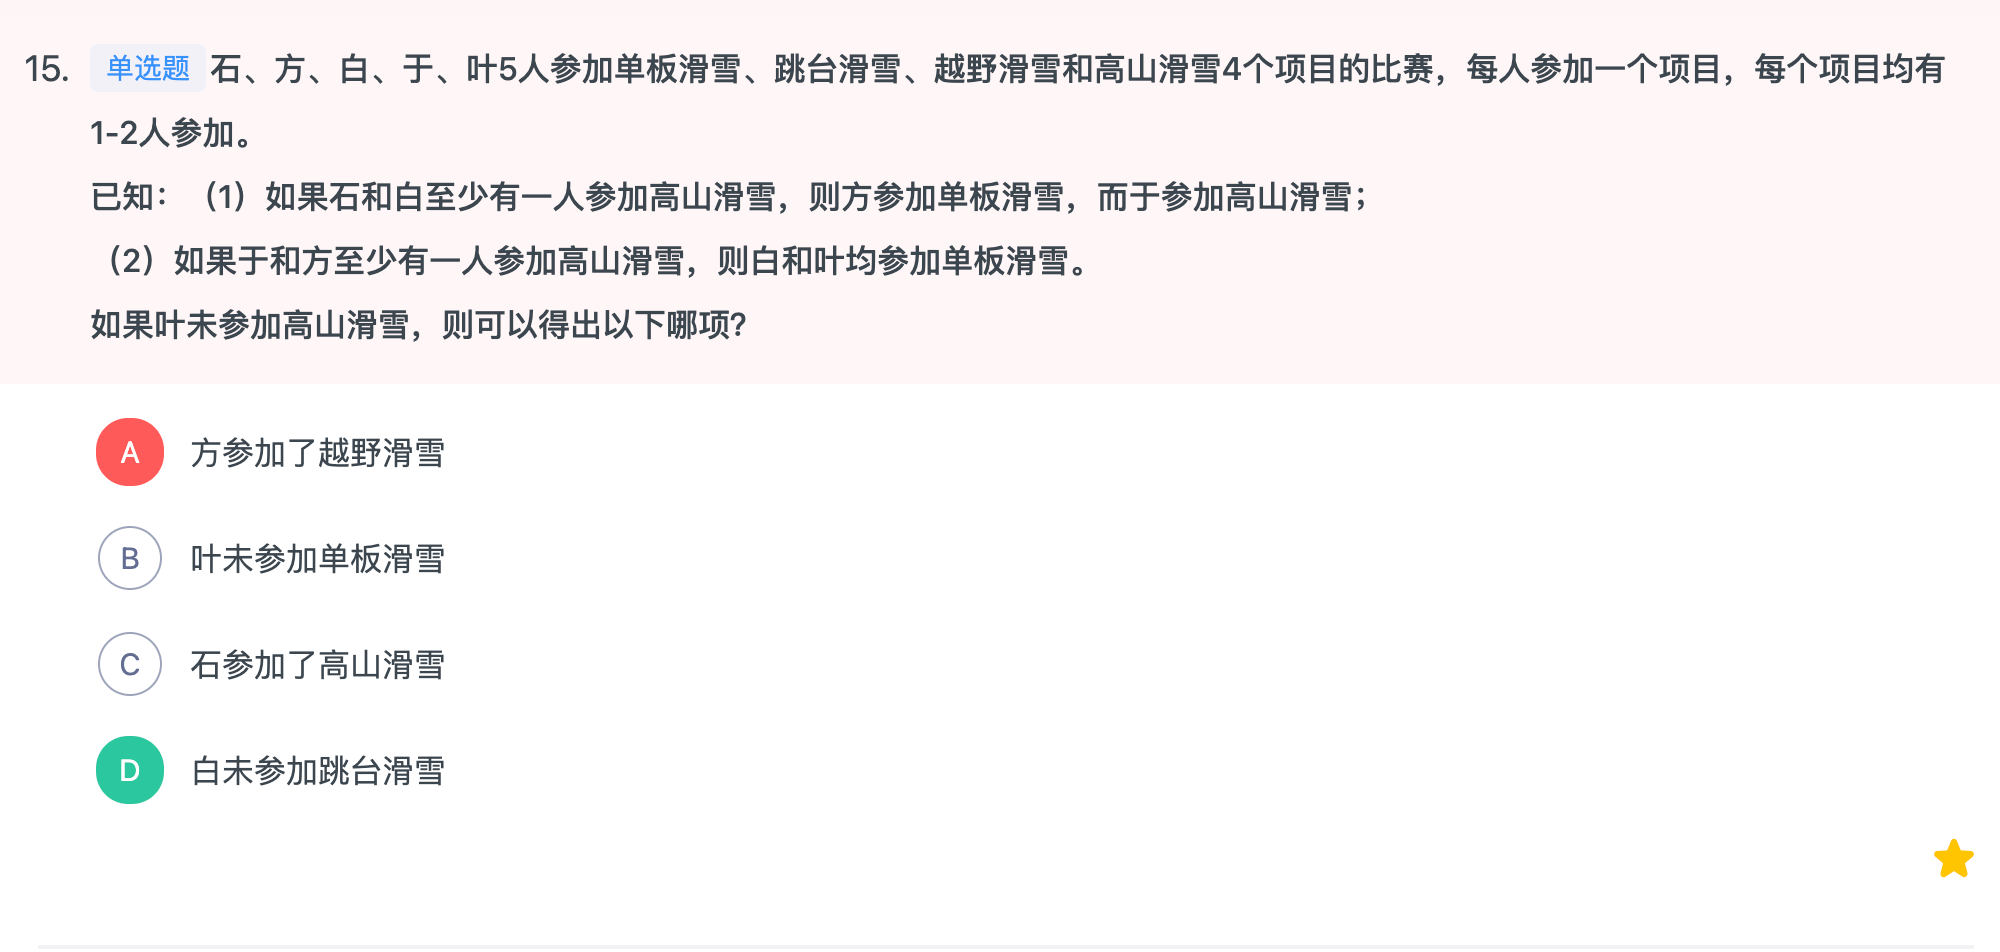 15. 单选题 石、方、白、于、叶5人参加单板滑雪、跳台滑雪、越野滑雪和高山滑雪4个项目的比赛，每人参加一个项目，每个项目均有
1-2人参加。
已知：（1）如果石和白至少有一人参加高山滑雪，则方参加单板滑雪，而于参加高山滑雪；
（2）如果于和方至少有一人参加高山滑雪，则白和叶均参加单板滑雪。
如果叶未参加高山滑雪，则可以得出以下哪项?
A 方参加了越野滑雪
B 叶未参加单板滑雪
C 石参加了高山滑雪
D 白未参加跳台滑雪